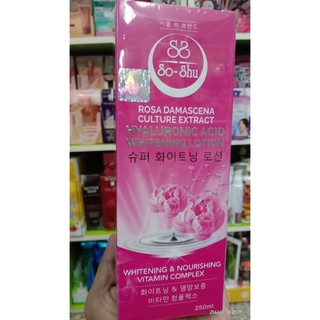 서울 속 브랜드
So-Shu
ROSA DAMASCENA
CULTURE EXTRACT
HYALURONIC ACID
WHITENING LOTION
슈퍼 화이트닝 로션
WHITENING & NOURISHING
VITAMIN COMPLEX
화이트닝 & 영양보충
비타민 컴플렉스
250ml.